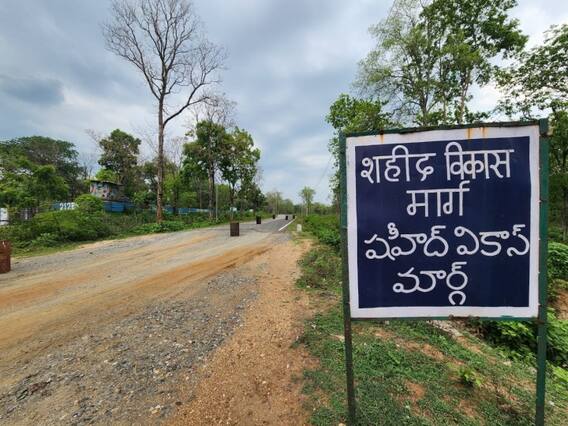 शहीद विकास
मार्ग
షహీద్ వికాస్
మార్గ్